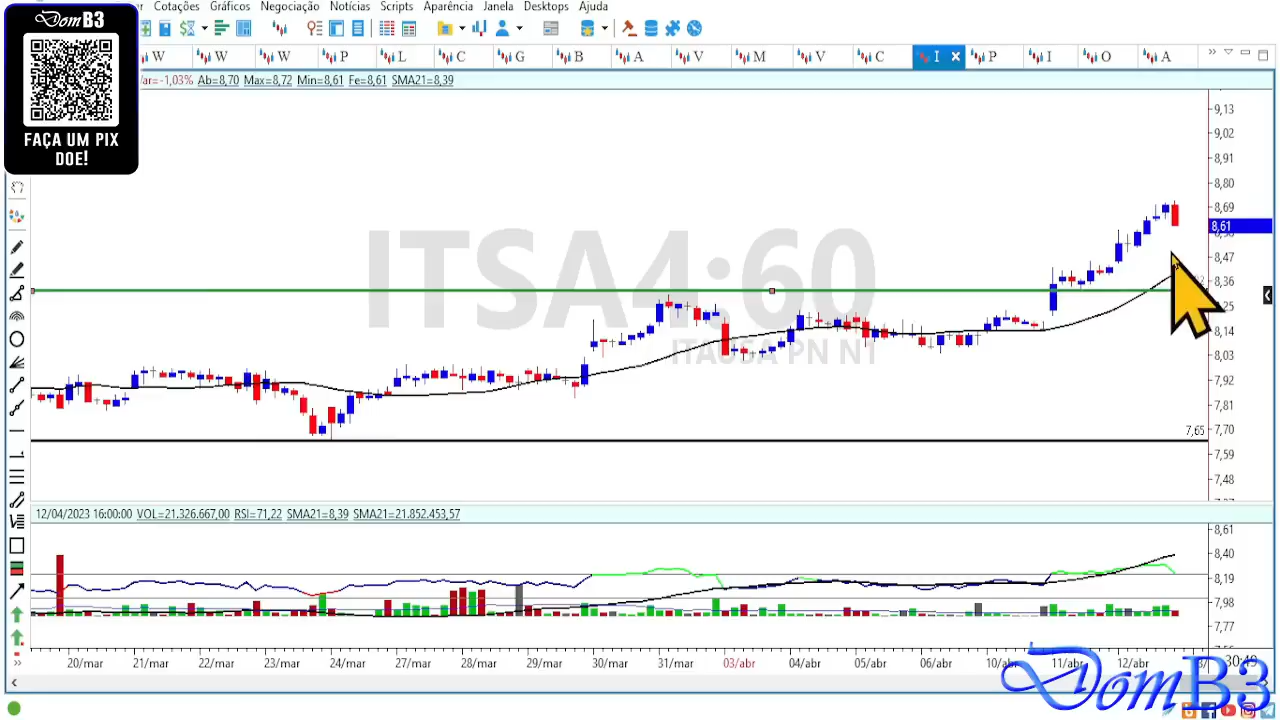 Cotações Gráficos Negociação Notícias Scripts Aparência Janela Desktops Ajuda
DomB3
FAÇA UM PIX
DOE!
W W W P L C G B A V M V C I P I O A
Var=-1,03% Ab=8,70 Max=8,72 Min=8,61 Fe=8,61 SMA21=8,39
ITSA4:60
ITAUSA PN N1
9,13
9,02
8,91
8,80
8,69
8,61
8,47
8,36
8,25
8,14
8,03
7,92
7,81
7,70
7,65
7,59
7,48
12/04/2023 16:00:00 VOL=21.326.667,00 RSI=71,22 SMA21=8,39 SMA21=21.852.453,57
8,61
8,40
8,19
7,98
7,77
20/mar 21/mar 22/mar 23/mar 24/mar 27/mar 28/mar 29/mar 30/mar 31/mar 03/abr 04/abr 05/abr 06/abr 10/abr 11/abr 12/abr
30:49
DomB3